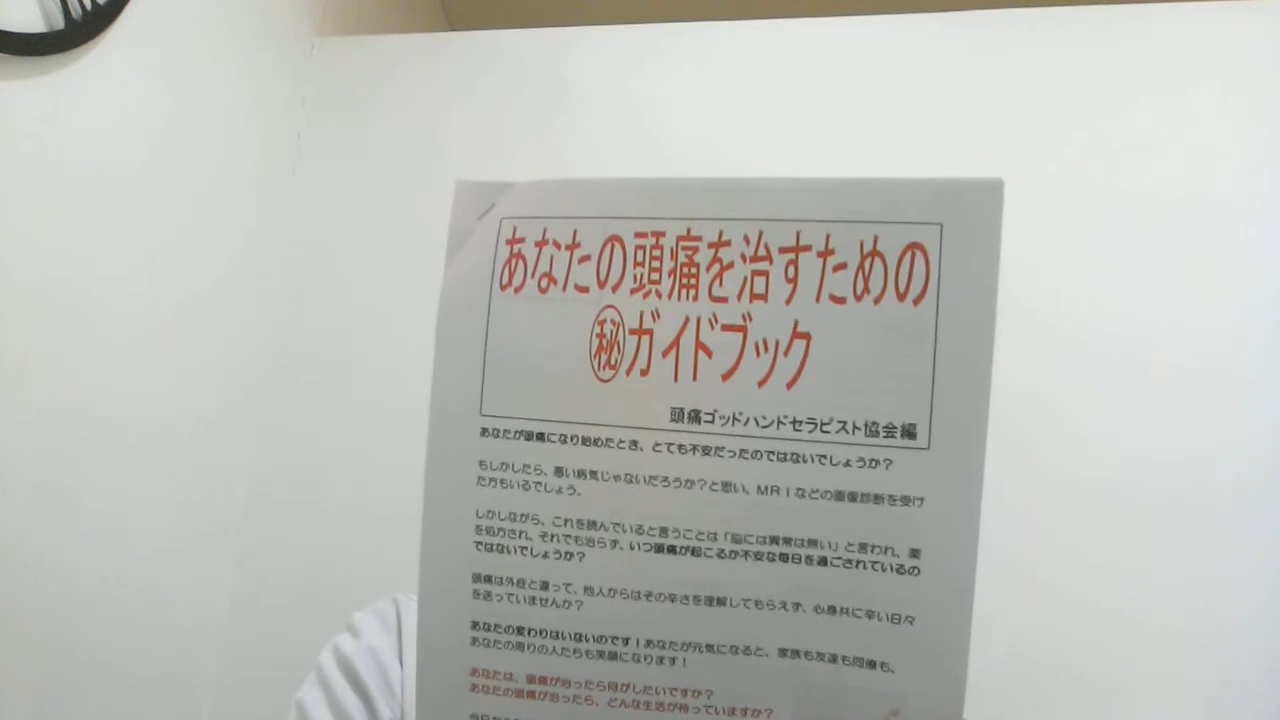 あなたの頭痛を治すための
㊙ガイドブック
頭痛ゴッドハンドセラピスト協会編
あなたが頭痛になり始めたとき、とても不安だったのではないでしょうか？
もしかしたら、悪い病気じゃないだろうか？と思い、ＭＲＩなどの画像診断を受け
た方もいるでしょう。
しかしながら、これを読んでいると言うことは「脳には異常は無い」と言われ、薬
を処方され、それでも治らず、いつ頭痛が起こるか不安な毎日を過ごされているの
ではないでしょうか？
頭痛は外症と違って、他人からはその辛さを理解してもらえず、心身共に辛い日々
を送っていませんか？
あなたの変わりはいないのです！あなたが元気になると、家族も友達も同僚も、
あなたの周りの人たちも笑顔になります！
あなたは、頭痛が治ったら何がしたいですか？
あなたの頭痛が治ったら、どんな生活が待っていますか？